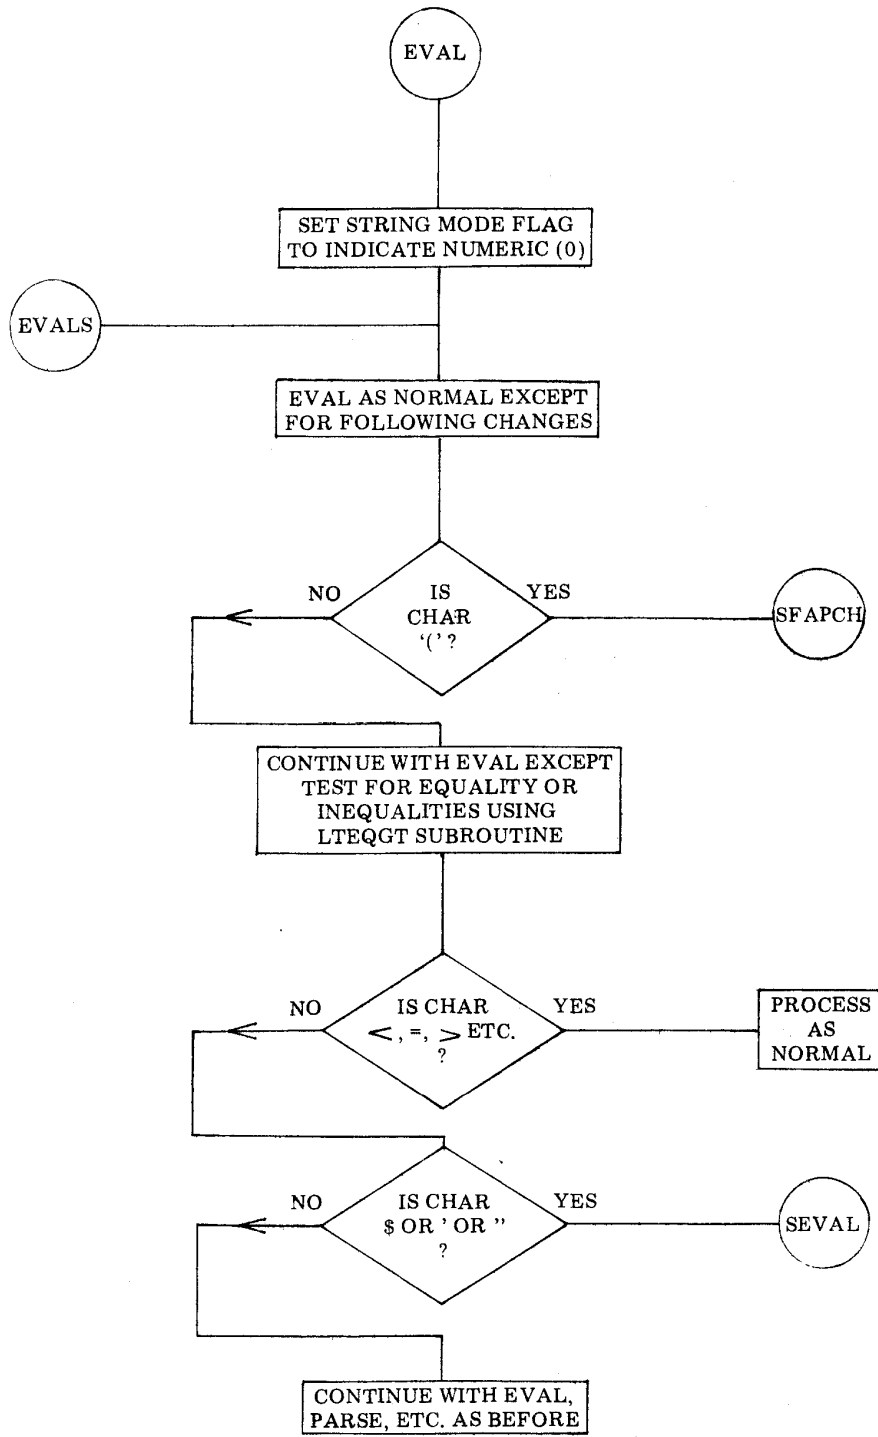 EVAL
SET STRING MODE FLAG
TO INDICATE NUMERIC (0)
EVALS
EVAL AS NORMAL EXCEPT
FOR FOLLOWING CHANGES
NO
IS
CHAR
'(' ?
YES
SFAPCH
CONTINUE WITH EVAL EXCEPT
TEST FOR EQUALITY OR
INEQUALITIES USING
LTEQGT SUBROUTINE
NO
IS CHAR
<, =, > ETC.
?
YES
PROCESS
AS
NORMAL
NO
IS CHAR
$ OR ' OR "
?
YES
SEVAL
CONTINUE WITH EVAL,
PARSE, ETC. AS BEFORE